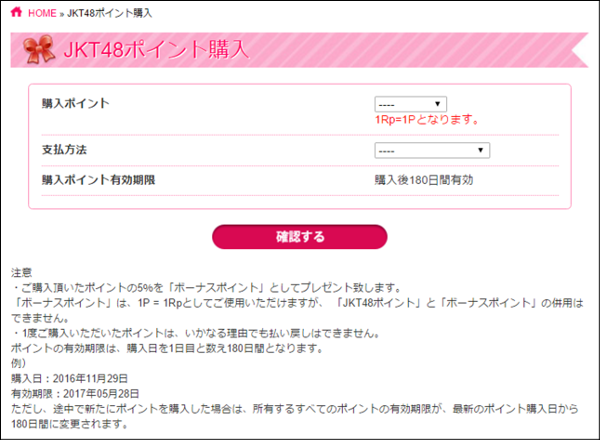 HOME » JKT48ポイント購入
JKT48ポイント購入
購入ポイント
----
1Rp=1Pとなります。
支払方法
----
購入ポイント有効期限
購入後180日間有効
確認する
注意
・ご購入頂いたポイントの5%を「ボーナスポイント」としてプレゼント致します。
「ボーナスポイント」は、1P = 1Rpとしてご使用いただけますが、 「JKT48ポイント」と「ボーナスポイント」の併用は
できません。
・1度ご購入いただいたポイントは、いかなる理由でも払い戻しはできません。
ポイントの有効期限は、購入日を1日目と数え180日間となります。
例）
購入日：2016年11月29日
有効期限：2017年05月28日
ただし、途中で新たにポイントを購入した場合は、所有するすべてのポイントの有効期限が、最新のポイント購入日から
180日間に変更されます。